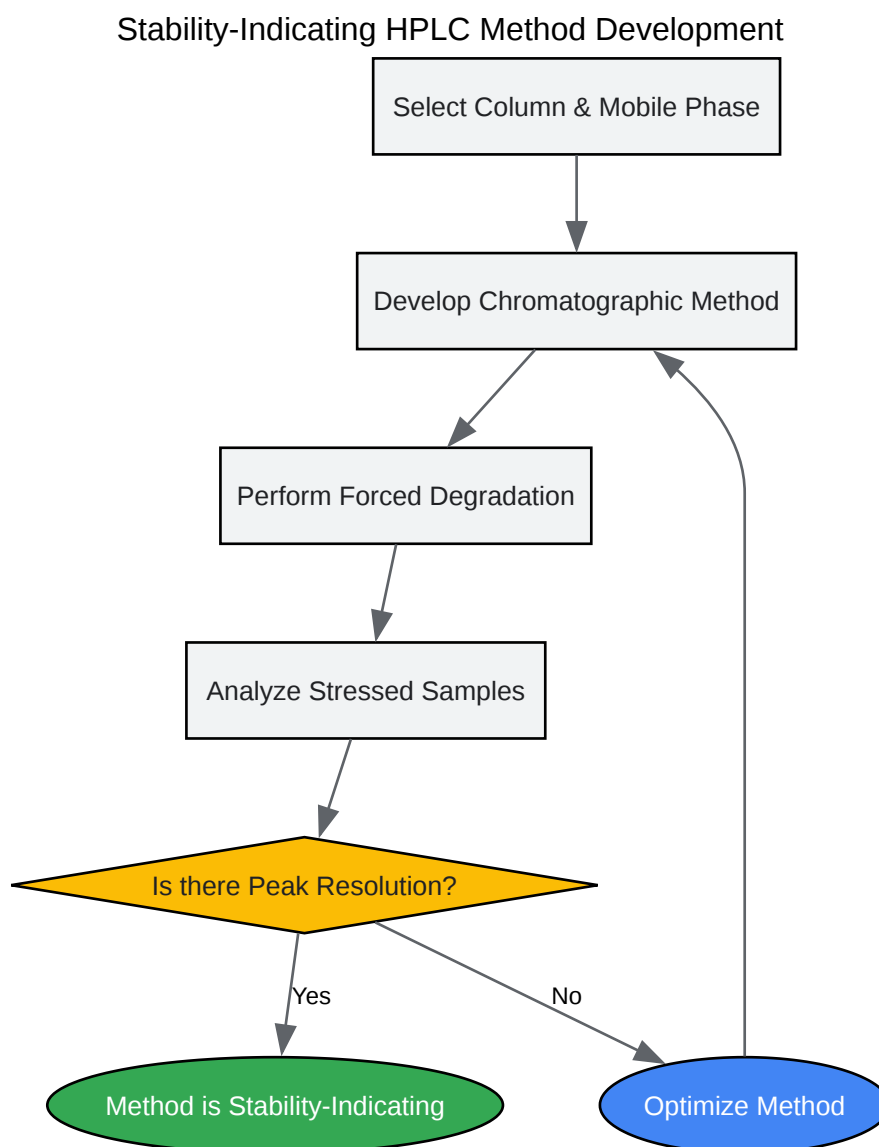 Stability-Indicating HPLC Method Development
Select Column & Mobile Phase
Develop Chromatographic Method
Perform Forced Degradation
Analyze Stressed Samples
Is there Peak Resolution?
Yes
No
Method is Stability-Indicating
Optimize Method